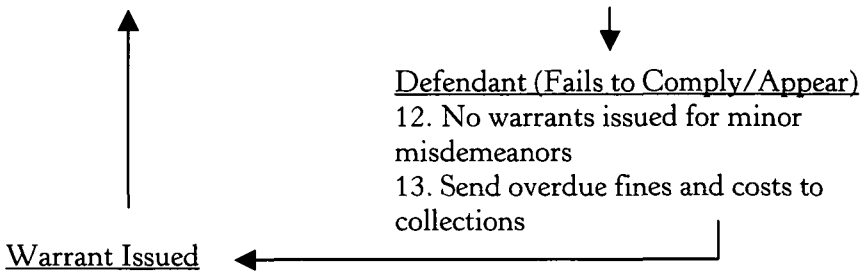 Defendant (Fails to Comply/Appear)
12. No warrants issued for minor
misdemeanors
13. Send overdue fines and costs to
collections
Warrant Issued